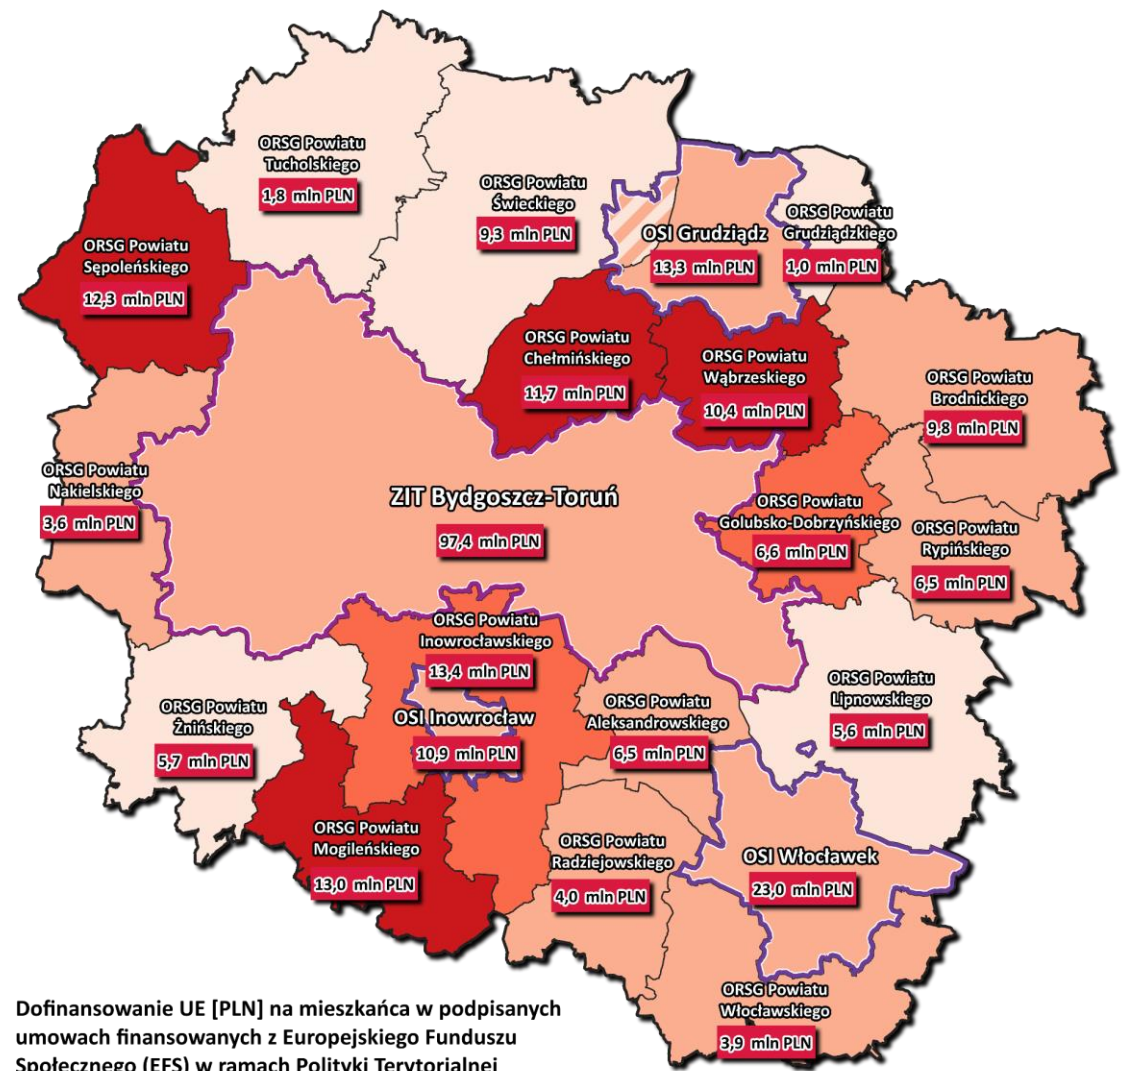 ORSG Powiatu
Tucholskiego
1,8 mln PLN
ORSG Powiatu
Świeckiego
9,3 mln PLN
ORSG Powiatu
Grudziądzkiego
1,0 mln PLN
OSI Grudziądz
13,3 mln PLN
ORSG Powiatu
Sępoleńskiego
12,3 mln PLN
ORSG Powiatu
Chełmińskiego
11,7 mln PLN
ORSG Powiatu
Wąbrzeskiego
10,4 mln PLN
ORSG Powiatu
Brodnickiego
9,8 mln PLN
ORSG Powiatu
Nakielskiego
3,6 mln PLN
ZIT Bydgoszcz-Toruń
97,4 mln PLN
ORSG Powiatu
Golubsko-Dobrzyńskiego
6,6 mln PLN
ORSG Powiatu
Rypińskiego
6,5 mln PLN
ORSG Powiatu
Inowrocławskiego
13,4 mln PLN
OSI Inowrocław
10,9 mln PLN
ORSG Powiatu
Żnińskiego
5,7 mln PLN
ORSG Powiatu
Aleksandrowskiego
6,5 mln PLN
ORSG Powiatu
Lipnowskiego
5,6 mln PLN
ORSG Powiatu
Mogileńskiego
13,0 mln PLN
ORSG Powiatu
Radziejowskiego
4,0 mln PLN
OSI Włocławek
23,0 mln PLN
ORSG Powiatu
Włocławskiego
3,9 mln PLN
Dofinansowanie UE [PLN] na mieszkańca w podpisanych
umowach finansowanych z Europejskiego Funduszu
Społecznego (EFS) w ramach Polityki Terytorialnej